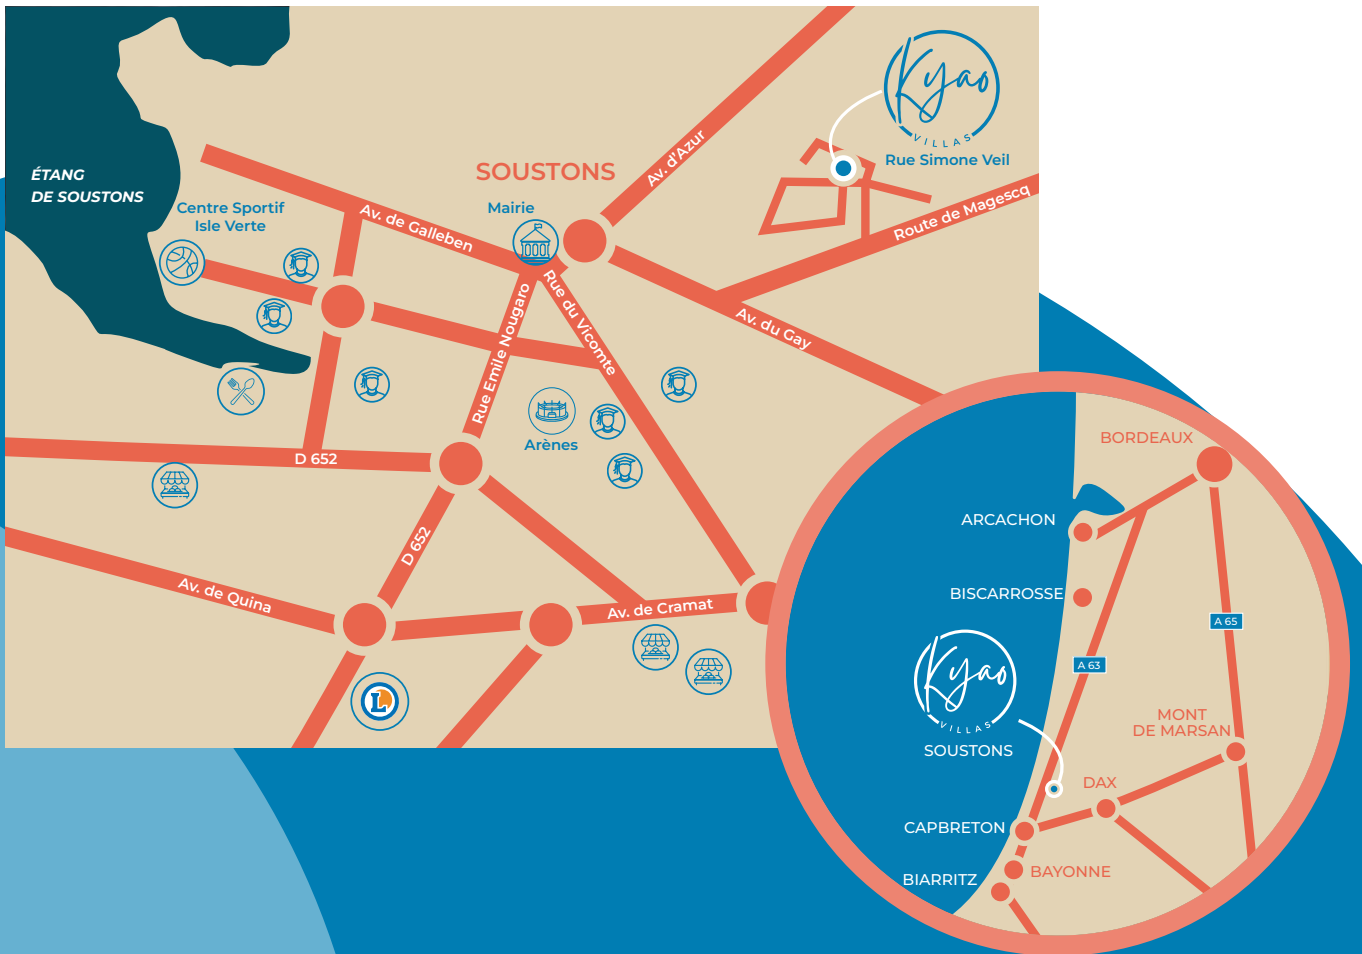 Kyao
VILLAS
Rue Simone Veil
ÉTANG
DE SOUSTONS
SOUSTONS
Av. d'Azur
Centre Sportif
Isle Verte
Mairie
Av. de Galleben
Route de Magescq
Rue Emile Nougaro
Rue du Vicomte
Av. du Gay
Arènes
D 652
D 652
Av. de Quina
Av. de Cramat
L
BORDEAUX
ARCACHON
BISCARROSSE
A 65
A 63
Kyao
VILLAS
SOUSTONS
MONT
DE MARSAN
DAX
CAPBRETON
BAYONNE
BIARRITZ